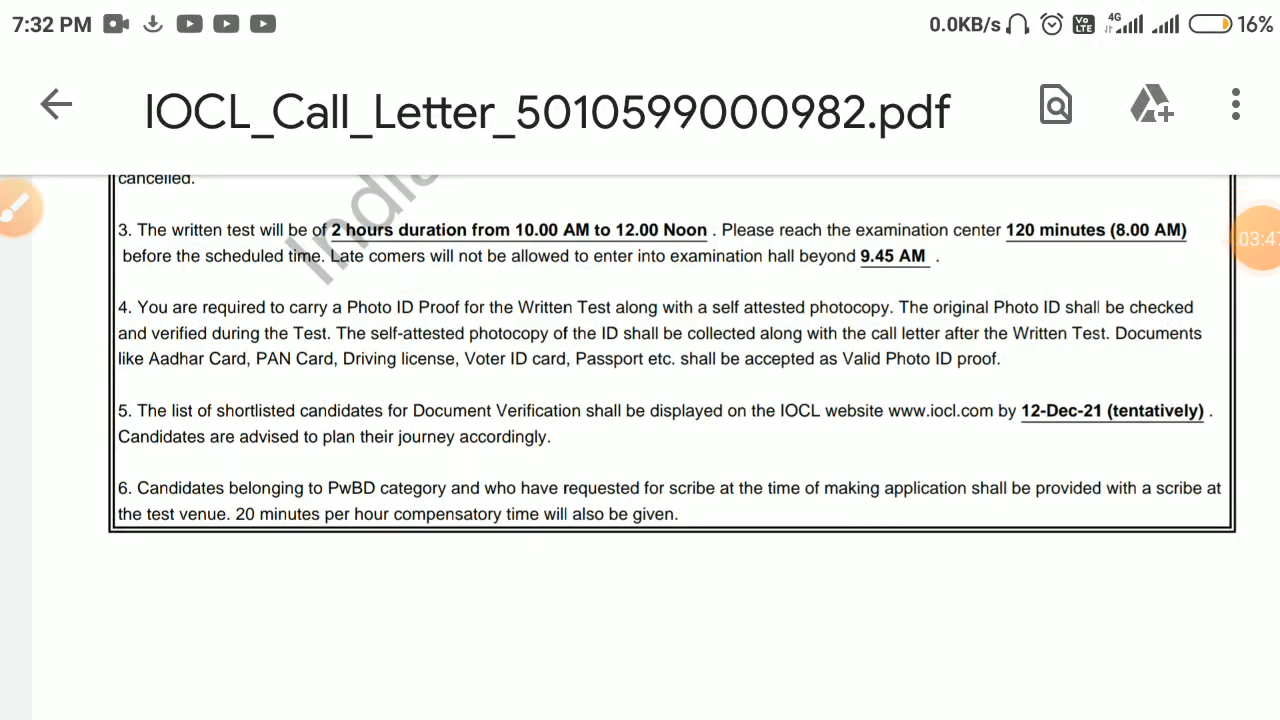 7:32 PM 0.0KB/s Vo LTE 4G 16%
IOCL_Call_Letter_5010599000982.pdf
cancelled.
3. The written test will be of 2 hours duration from 10.00 AM to 12.00 Noon . Please reach the examination center 120 minutes (8.00 AM)
before the scheduled time. Late comers will not be allowed to enter into examination hall beyond 9.45 AM .
03:47
4. You are required to carry a Photo ID Proof for the Written Test along with a self attested photocopy. The original Photo ID shall be checked
and verified during the Test. The self-attested photocopy of the ID shall be collected along with the call letter after the Written Test. Documents
like Aadhar Card, PAN Card, Driving license, Voter ID card, Passport etc. shall be accepted as Valid Photo ID proof.
5. The list of shortlisted candidates for Document Verification shall be displayed on the IOCL website www.iocl.com by 12-Dec-21 (tentatively) .
Candidates are advised to plan their journey accordingly.
6. Candidates belonging to PwBD category and who have requested for scribe at the time of making application shall be provided with a scribe at
the test venue. 20 minutes per hour compensatory time will also be given.